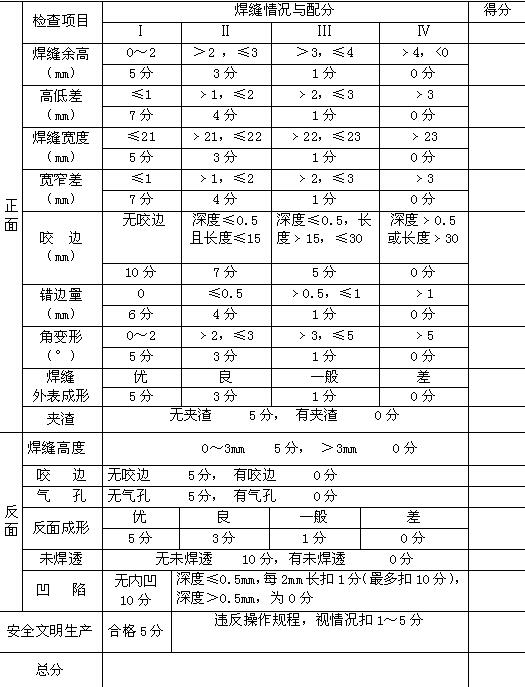 检查项目 焊缝情况与配分 得分
I II III IV
正面
焊缝余高(mm) 0～2 ＞2，≤3 ＞3，≤4 ﹥4，﹤0
5分 3分 1分 0分
高低差(mm) ≤1 ﹥1，≤2 ﹥2，≤3 ﹥3
7分 4分 1分 0分
焊缝宽度(mm) ≤21 ﹥21，≤22 ﹥22，≤23 ﹥23
5分 3分 1分 0分
宽窄差(mm) ≤1 ﹥1，≤2 ﹥2，≤3 ﹥3
7分 4分 1分 0分
咬 边(mm) 无咬边 深度≤0.5且长度≤15 深度≤0.5，长度﹥15，≤30 深度﹥0.5或长度﹥30
10分 7分 5分 0分
错边量(mm) 0 ≤0.5 ﹥0.5，≤1 ﹥1
6分 4分 1分 0分
角变形(°) 0～2 ﹥2，≤3 ﹥3，≤5 ﹥5
5分 3分 1分 0分
焊缝外表成形 优 良 一般 差
5分 3分 1分 0分
夹渣 无夹渣 5分，有夹渣 0分
反面
焊缝高度 0～3mm 5分，＞3mm 0分
咬 边 无咬边 5分，有咬边 0分
气 孔 无气孔 5分，有气孔 0分
反面成形 优 良 一般 差
5分 3分 1分 0分
未焊透 无未焊透 10分，有未焊透 0分
凹 陷 无内凹 10分 深度≤0.5mm，每2mm长扣1分(最多扣10分)，
深度＞0.5mm，为0分
安全文明生产 合格5分 违反操作规程，视情况扣1～5分
总分